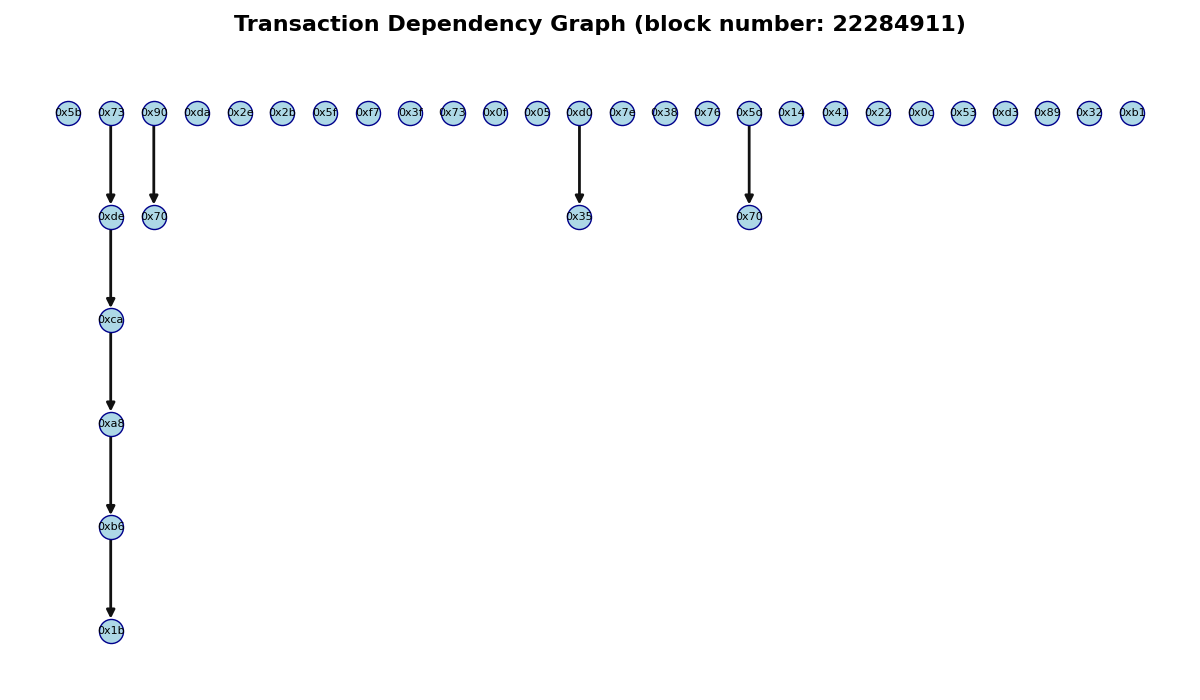 Transaction Dependency Graph (block number: 22284911)
0x5b 0x73 0x90 0xda 0x2e 0x2b 0x5f 0xf7 0x3f 0x73 0x0f 0x05 0xd0 0x7e 0x38 0x76 0x5c 0x14 0x41 0x22 0x0c 0x53 0xd3 0x89 0x32 0xb1
0xde 0x70 0x35 0x70
0xca
0xa8
0xb6
0x1b